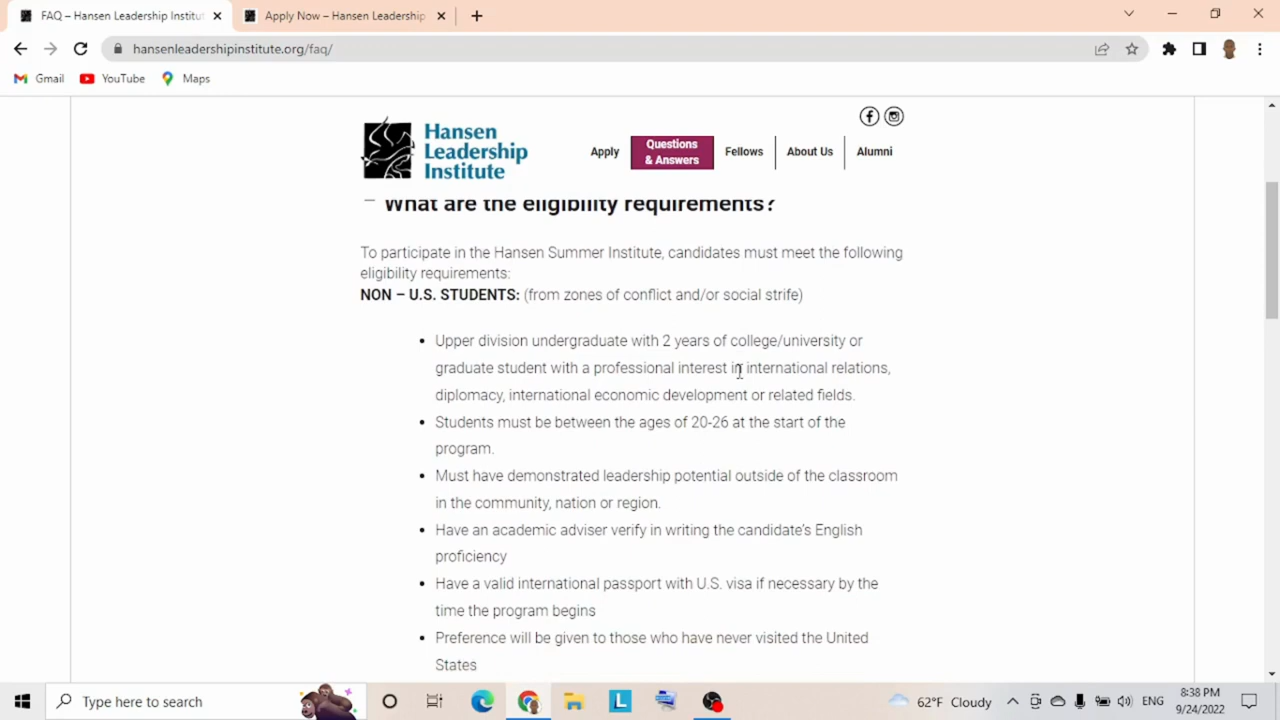 FAQ – Hansen Leadership Institut
Apply Now – Hansen Leadership
hansenleadershipinstitute.org/faq/
Gmail
YouTube
Maps
Hansen
Leadership
Institute
Apply
Questions
& Answers
Fellows
About Us
Alumni
What are the eligibility requirements?
To participate in the Hansen Summer Institute, candidates must meet the following
eligibility requirements:
NON – U.S. STUDENTS: (from zones of conflict and/or social strife)
Upper division undergraduate with 2 years of college/university or
graduate student with a professional interest in international relations,
diplomacy, international economic development or related fields.
Students must be between the ages of 20-26 at the start of the
program.
Must have demonstrated leadership potential outside of the classroom
in the community, nation or region.
Have an academic adviser verify in writing the candidate's English
proficiency
Have a valid international passport with U.S. visa if necessary by the
time the program begins
Preference will be given to those who have never visited the United
States
Type here to search
L
62°F Cloudy
ENG
8:38 PM
9/24/2022